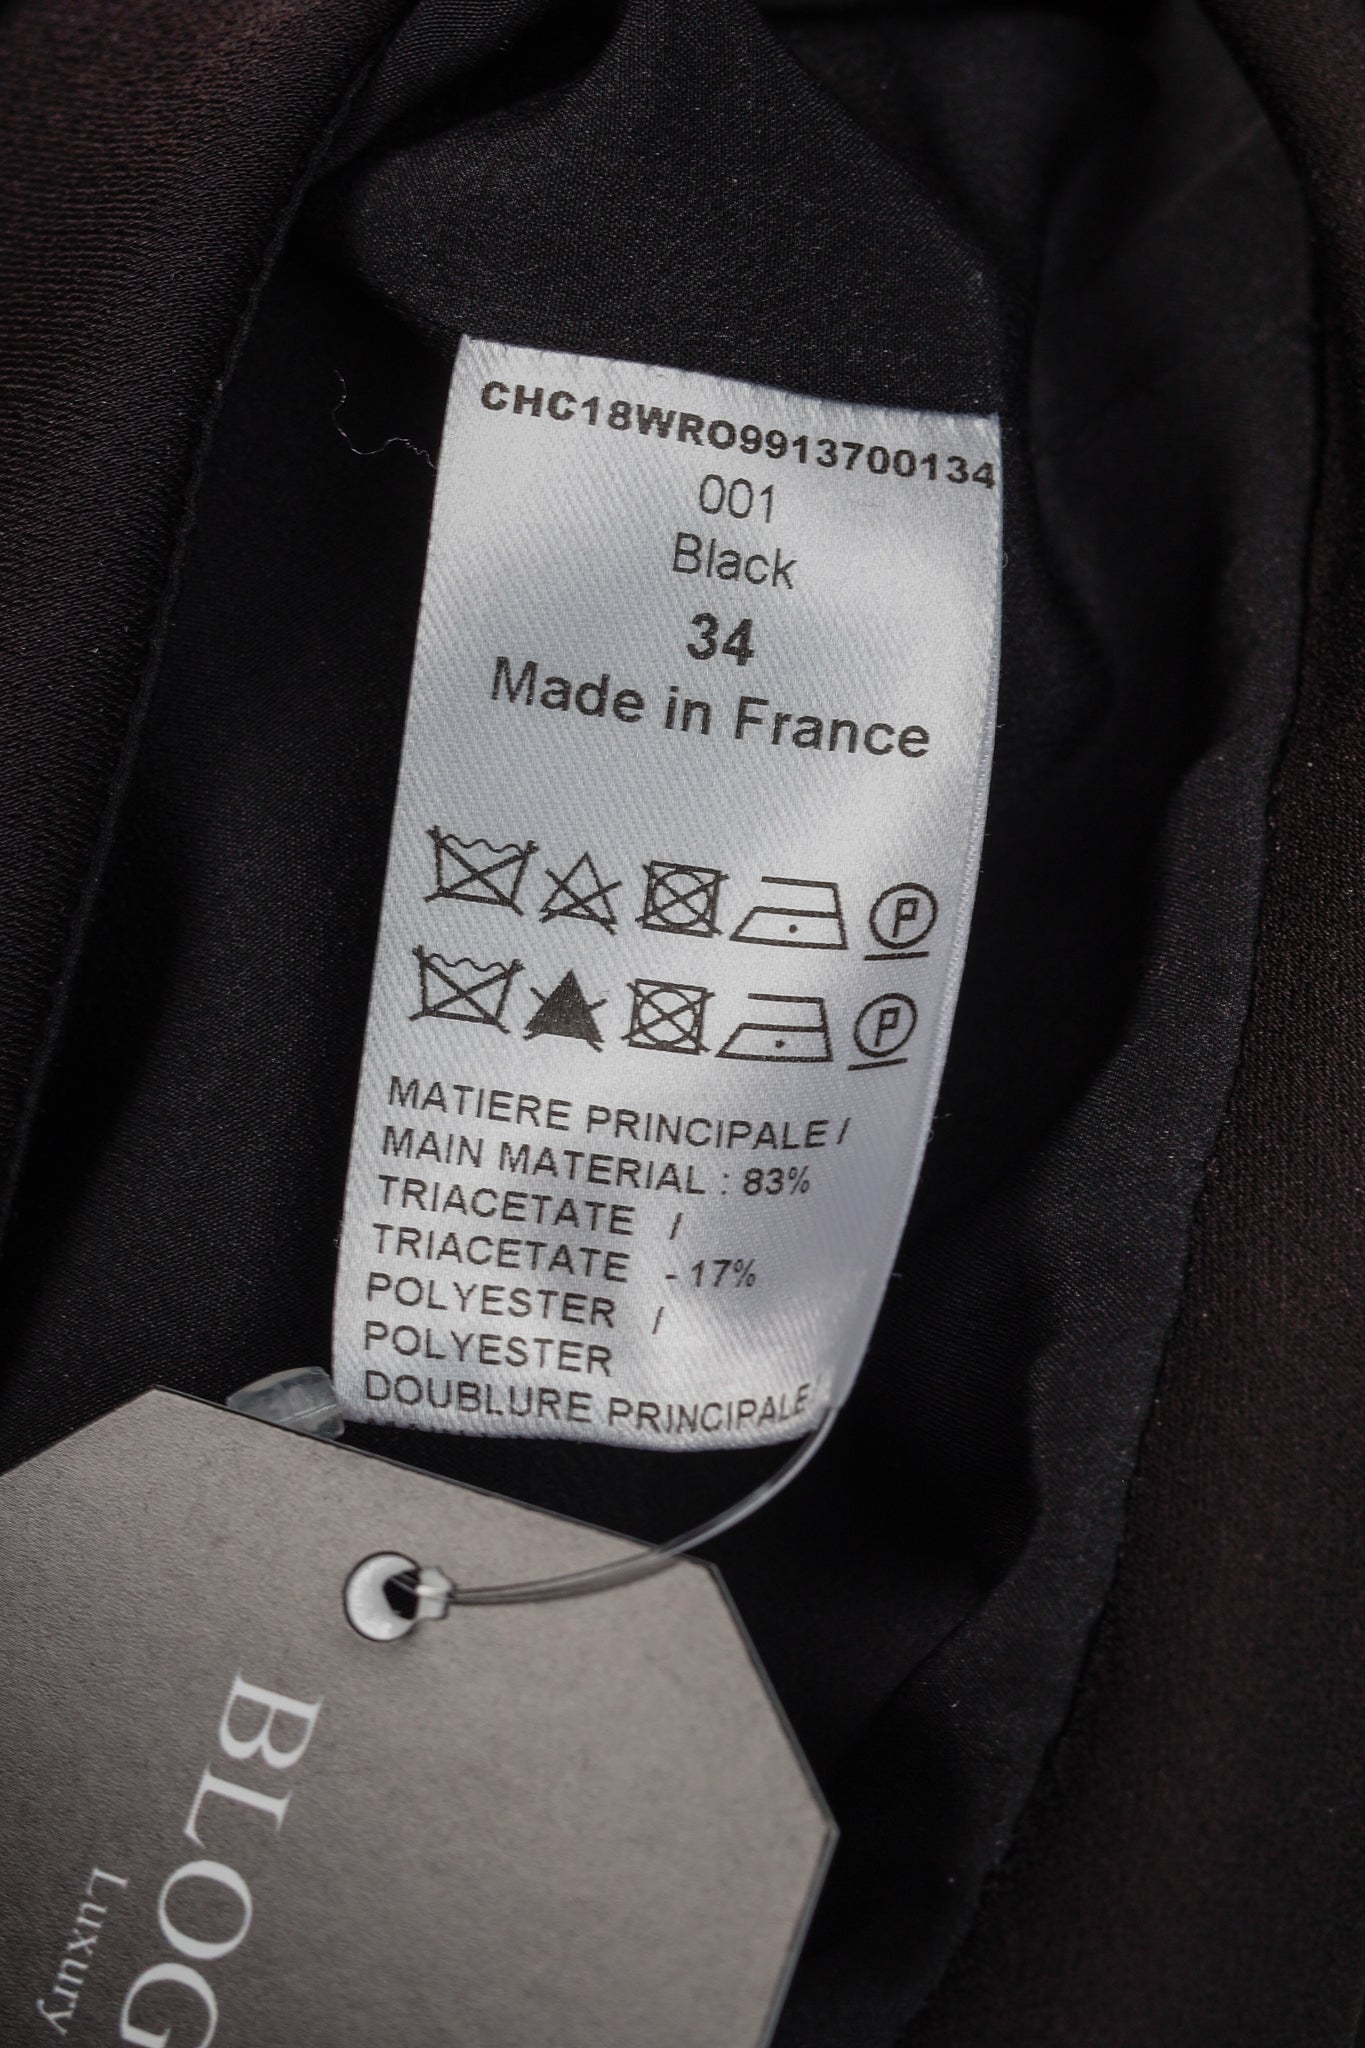 CHC18WRO9913700134
001
Black
34
Made in France
P
P
MATIERE PRINCIPALE /
MAIN MATERIAL : 83%
TRIACETATE /
TRIACETATE - 17%
POLYESTER /
POLYESTER
DOUBLURE PRINCIPALE /
BLOG
Luxury